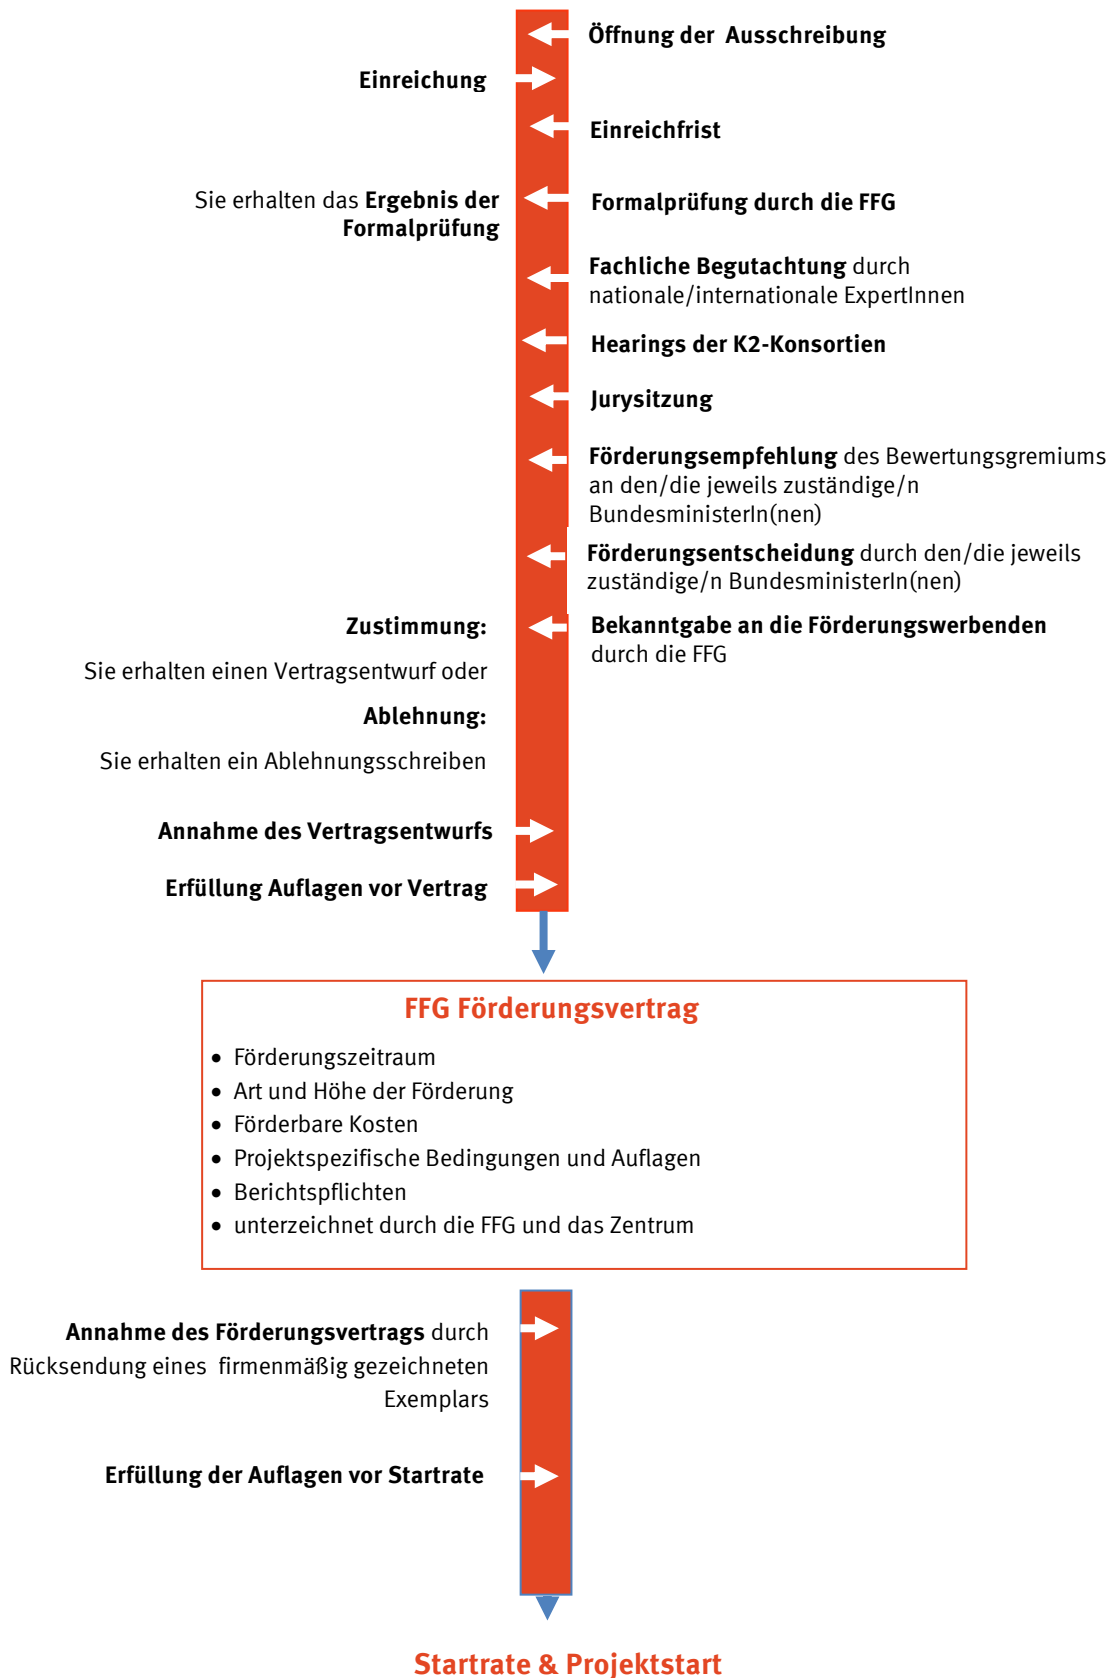 Öffnung der Ausschreibung
Einreichung
Einreichfrist
Sie erhalten das Ergebnis der
Formalprüfung
Formalprüfung durch die FFG
Fachliche Begutachtung durch
nationale/internationale ExpertInnen
Hearings der K2-Konsortien
Jurysitzung
Förderungsempfehlung des Bewertungsgremiums
an den/die jeweils zuständige/n
BundesministerIn(nen)
Förderungsentscheidung durch den/die jeweils
zuständige/n BundesministerIn(nen)
Zustimmung:
Sie erhalten einen Vertragsentwurf oder
Ablehnung:
Sie erhalten ein Ablehnungsschreiben
Bekanntgabe an die Förderungswerbenden
durch die FFG
Annahme des Vertragsentwurfs
Erfüllung Auflagen vor Vertrag
FFG Förderungsvertrag
• Förderungszeitraum
• Art und Höhe der Förderung
• Förderbare Kosten
• Projektspezifische Bedingungen und Auflagen
• Berichtspflichten
• unterzeichnet durch die FFG und das Zentrum
Annahme des Förderungsvertrags durch
Rücksendung eines firmenmäßig gezeichneten
Exemplars
Erfüllung der Auflagen vor Startrate
Startrate & Projektstart